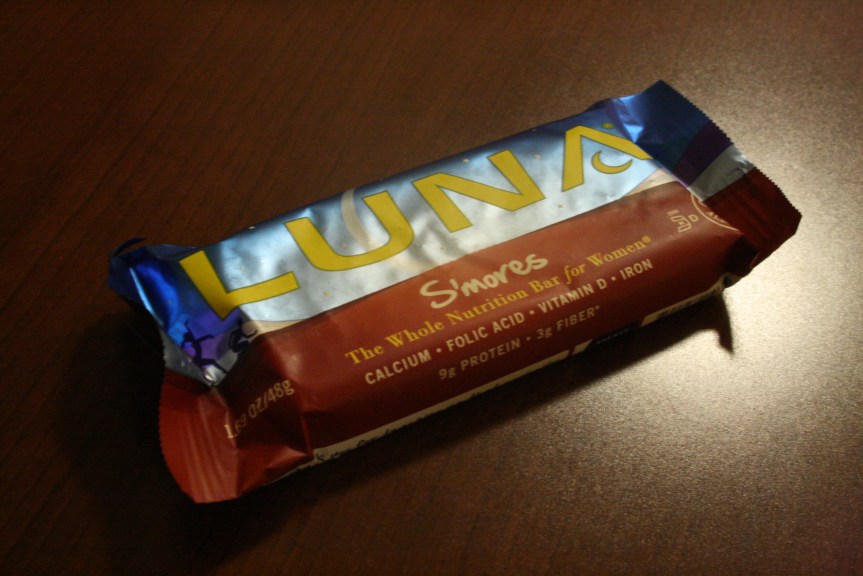 LUNA
S'mores
The Whole Nutrition Bar for Women®
CALCIUM • FOLIC ACID • VITAMIN D • IRON
9g PROTEIN • 3g FIBER*
1.69 OZ/48g